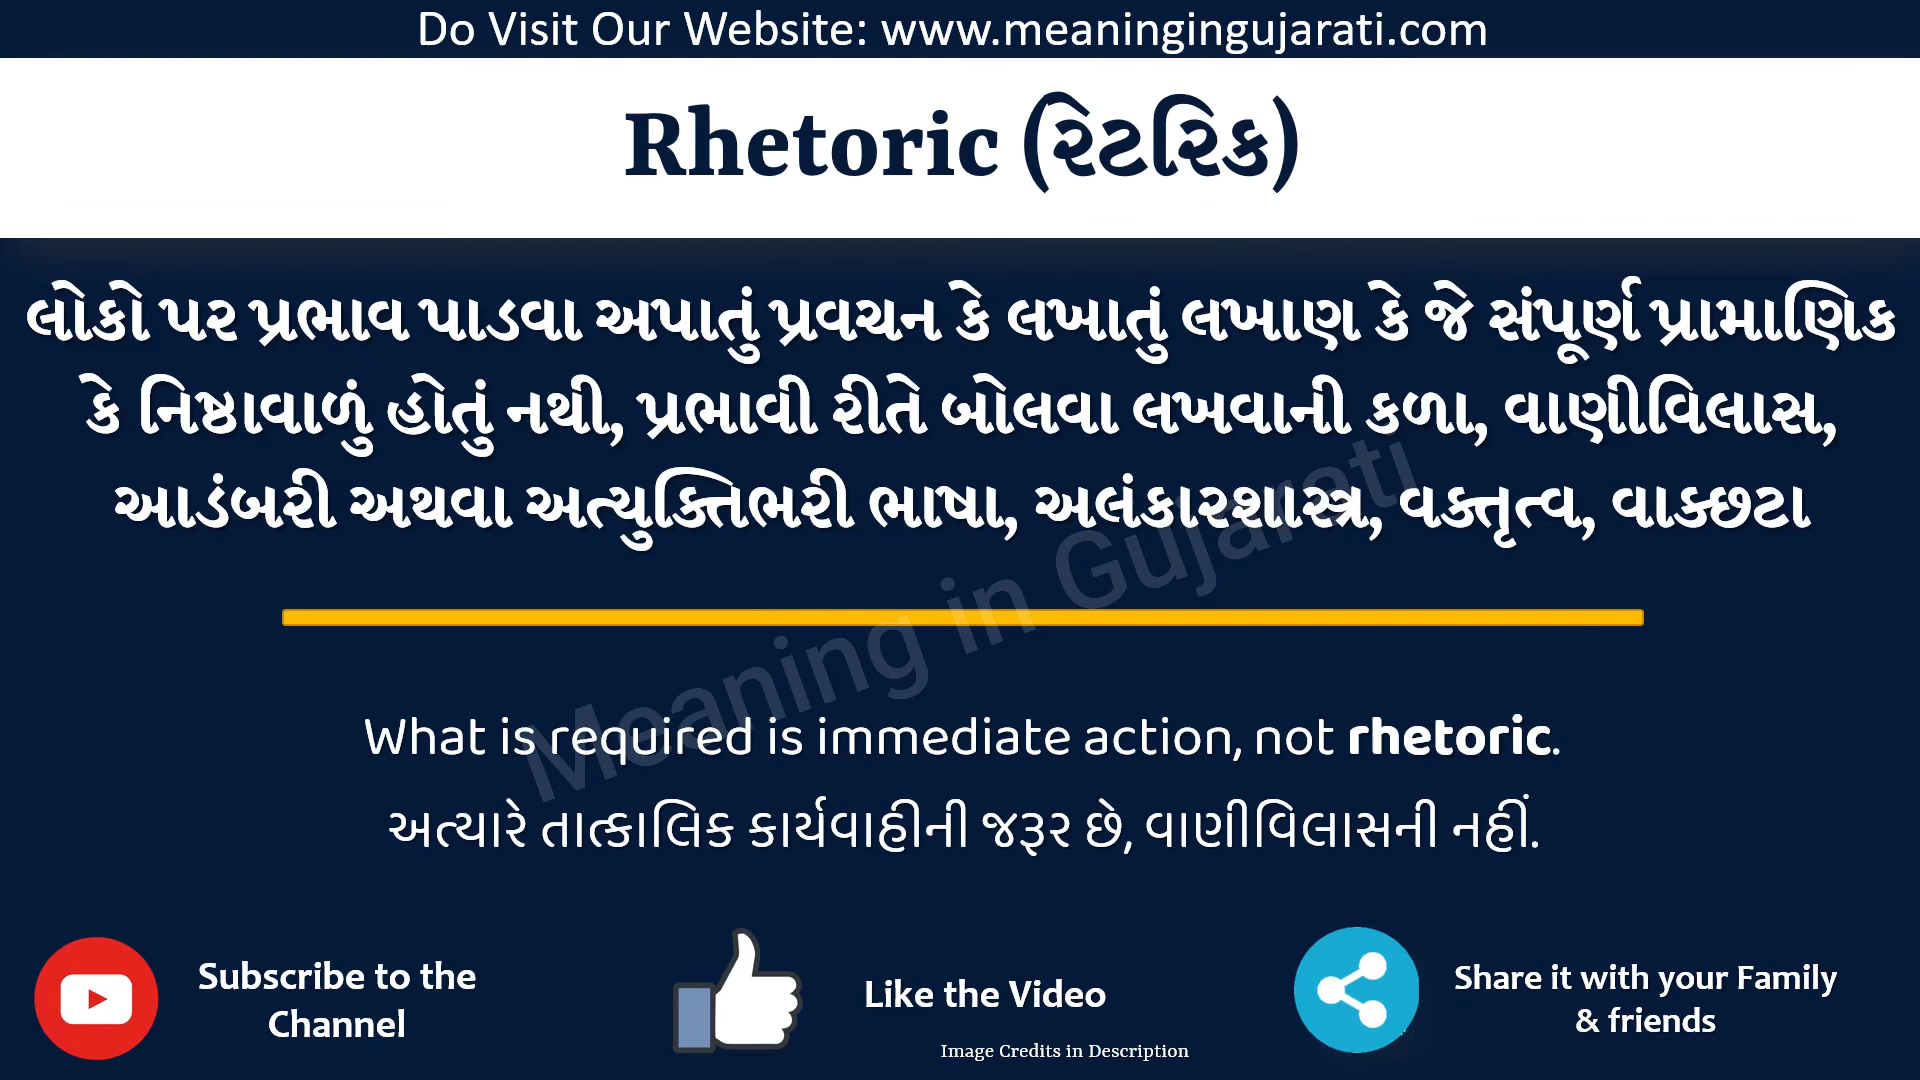 Do Visit Our Website: www.meaningingujarati.com
Rhetoric (રેટરિક)
લોકો પર પ્રભાવ પાડવા અપાતું પ્રવચન કે લખાતું લખાણ કે જે સંપૂર્ણ પ્રામાણિક
કે નિષ્ઠાવાળું હોતું નથી, પ્રભાવી રીતે બોલવા લખવાની કળા, વાણીવિલાસ,
આડંબરી અથવા અત્યુક્તિભરી ભાષા, અલંકારશાસ્ત્ર, વક્તૃત્વ, વાક્છટા
Meaning in Gujarati
What is required is immediate action, not rhetoric.
અત્યારે તાત્કાલિક કાર્યવાહીની જરૂર છે, વાણીવિલાસની નહીં.
Subscribe to the
Channel
Like the Video
Share it with your Family
& friends
Image Credits in Description